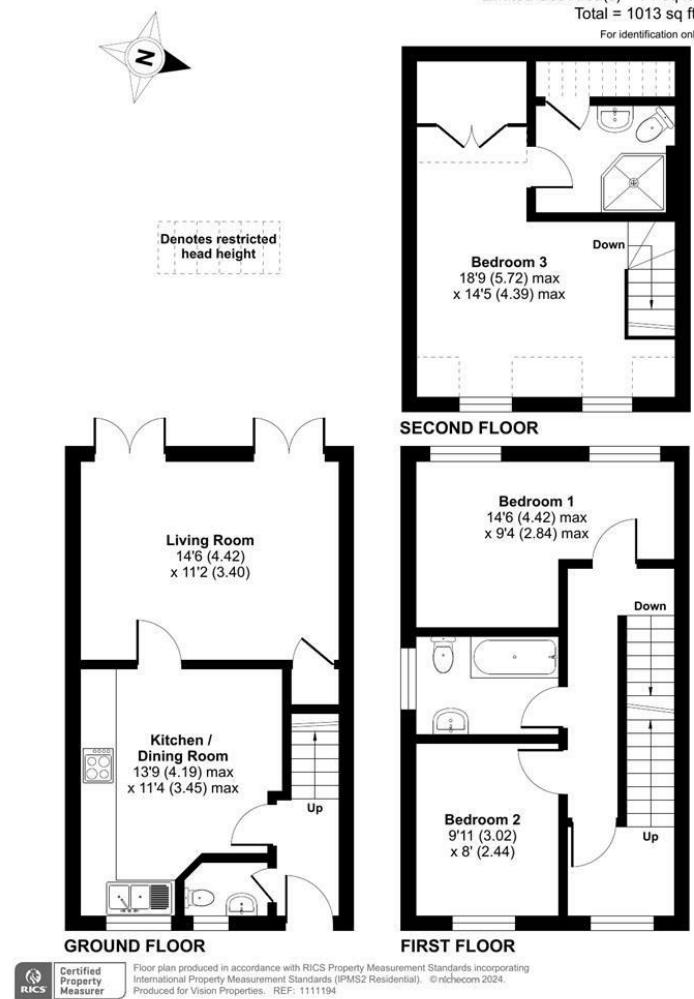 Total = 1013 sq ft
For identification only
N
Denotes restricted
head height
Down
Bedroom 3
18'9 (5.72) max
x 14'5 (4.39) max
SECOND FLOOR
Living Room
14'6 (4.42)
x 11'2 (3.40)
Kitchen /
Dining Room
13'9 (4.19) max
x 11'4 (3.45) max
Up
GROUND FLOOR
Bedroom 1
14'6 (4.42) max
x 9'4 (2.84) max
Down
Bedroom 2
9'11 (3.02)
x 8' (2.44)
Up
FIRST FLOOR
RICS
Certified
Property
Measurer
Floor plan produced in accordance with RICS Property Measurement Standards incorporating
International Property Measurement Standards (IPMS2 Residential). ©nichecom 2024.
Produced for Vision Properties. REF: 1111194